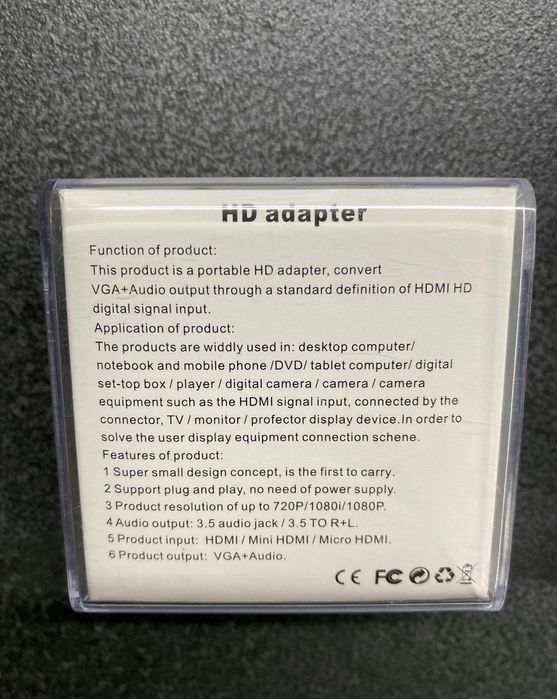 HD adapter
Function of product:
This product is a portable HD adapter, convert
VGA+Audio output through a standard definition of HDMI HD
digital signal input.
Application of product:
The products are widdly used in: desktop computer/
notebook and mobile phone /DVD/ tablet computer/ digital
set-top box / player / digital camera / camera / camera
equipment such as the HDMI signal input, connected by the
connector, TV / monitor / profector display device.In order to
solve the user display equipment connection schene.
Features of product:
1 Super small design concept, is the first to carry.
2 Support plug and play, no need of power supply.
3 Product resolution of up to 720P/1080i/1080P.
4 Audio output: 3.5 audio jack / 3.5 TO R+L.
5 Product input: HDMI / Mini HDMI / Micro HDMI.
6 Product output: VGA+Audio.
CE FC